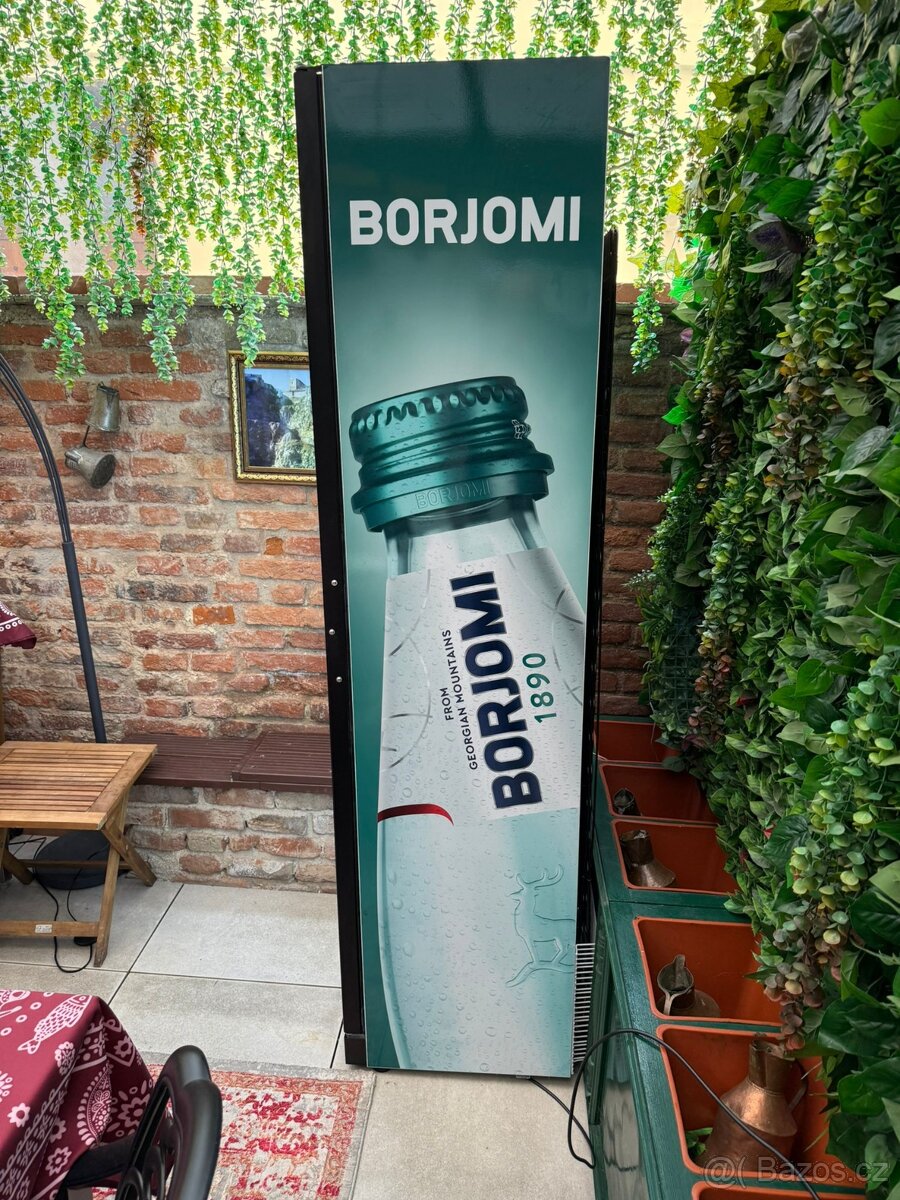 BORJOMI
BORJOMI
FROM
GEORGIAN MOUNTAINS
BORJOMI
1890
@( Bazos.cz